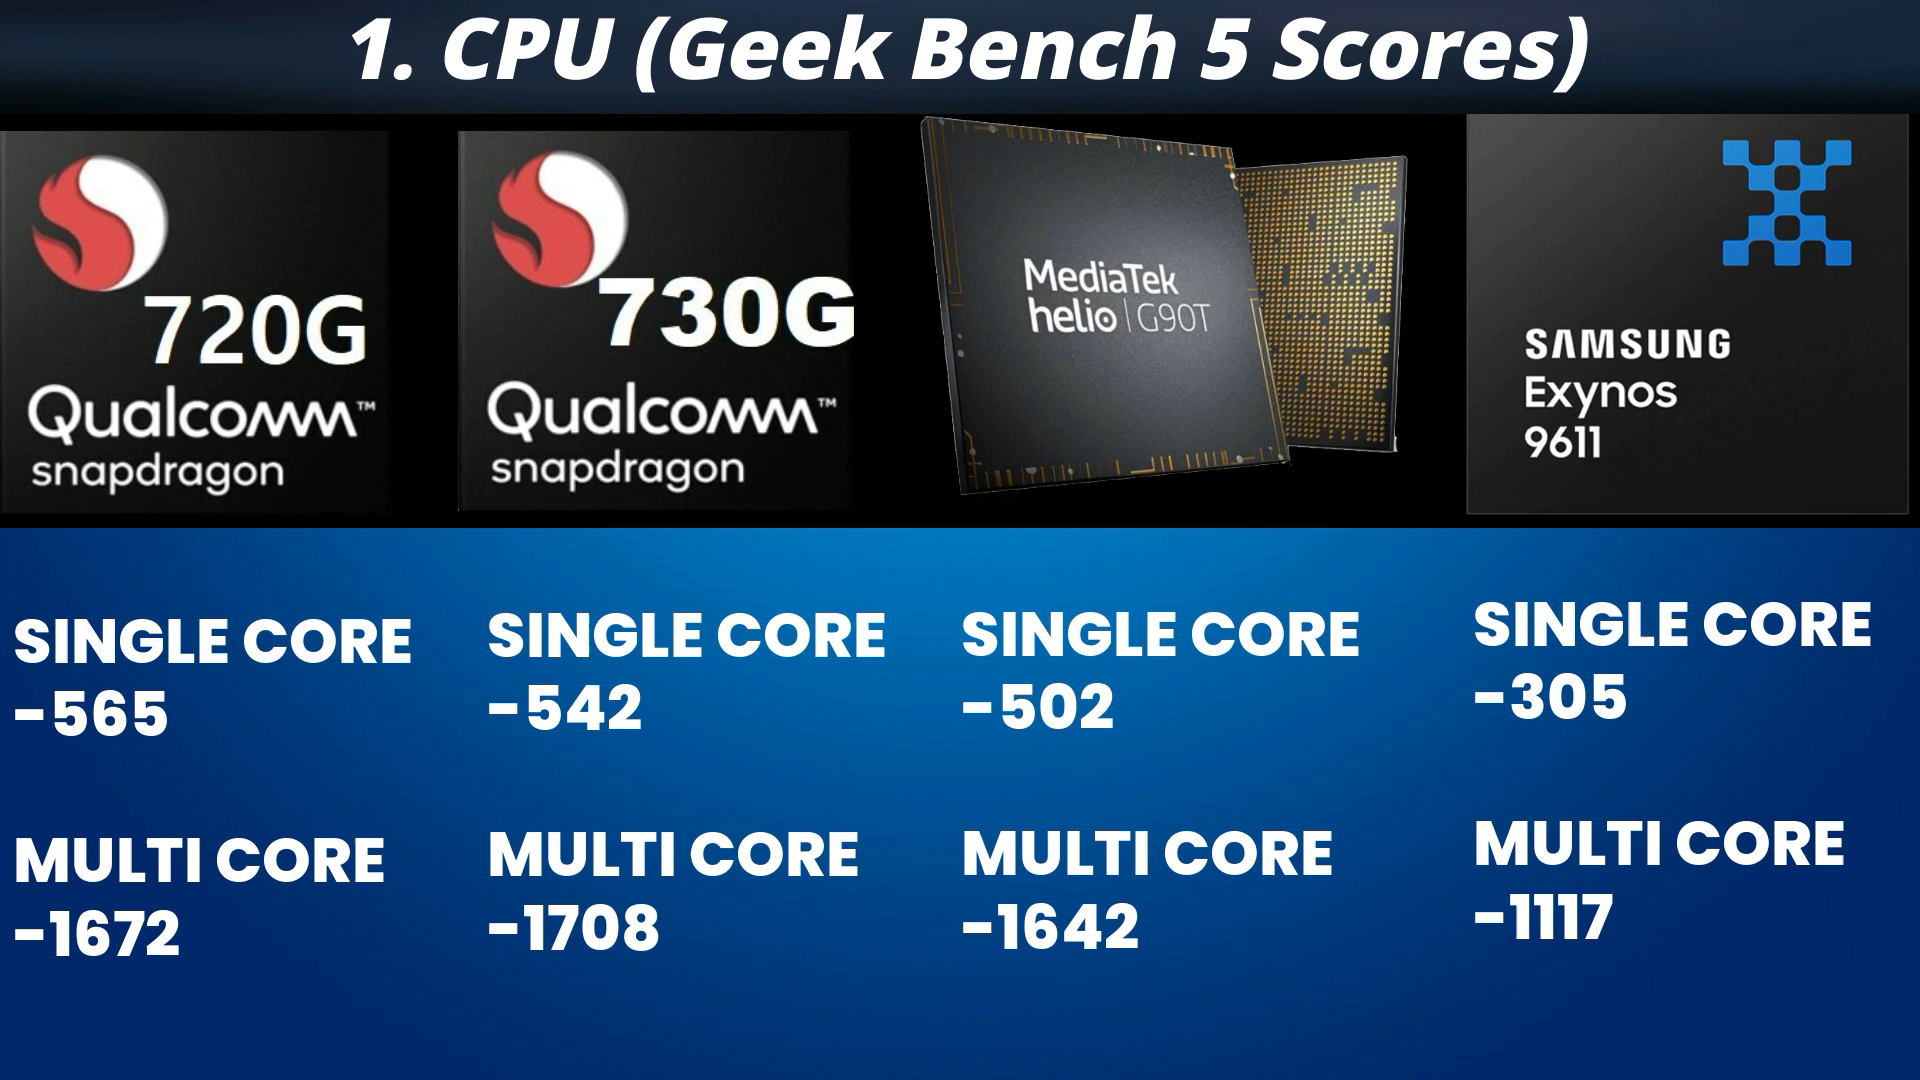 1. CPU (Geek Bench 5 Scores)
720G
Qualcomm™
snapdragon
730G
Qualcomm™
snapdragon
MediaTek
helio | G90T
SAMSUNG
Exynos
9611
SINGLE CORE
-565
MULTI CORE
-1672
SINGLE CORE
-542
MULTI CORE
-1708
SINGLE CORE
-502
MULTI CORE
-1642
SINGLE CORE
-305
MULTI CORE
-1117